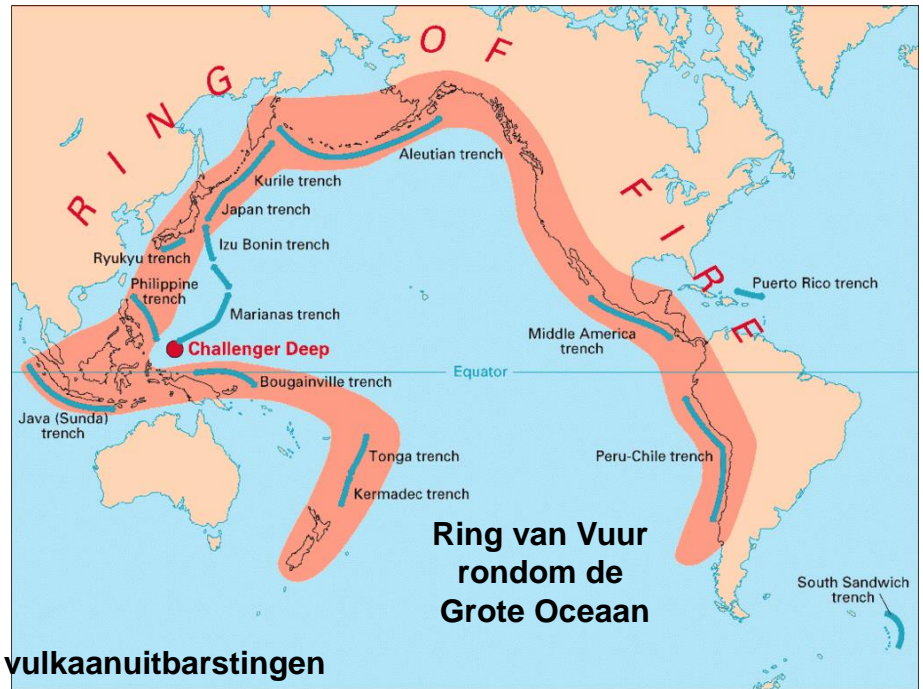 RING OF FIRE
Aleutian trench
Kurile trench
Japan trench
Izu Bonin trench
Ryukyu trench
Philippine
trench
Marianas trench
Challenger Deep
Puerto Rico trench
Middle America
trench
Equator
Bougainville trench
Java (Sunda)
trench
Tonga trench
Kermadec trench
Peru-Chile trench
Ring van Vuur
rondom de
Grote Oceaan
South Sandwich
trench
vulkaanuitbarstingen